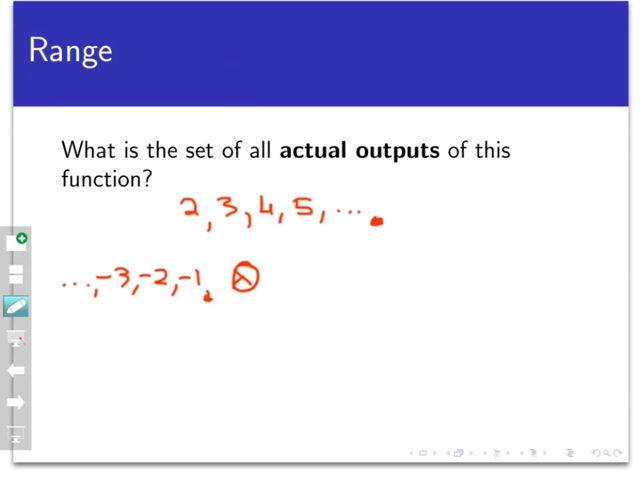 Range
What is the set of all actual outputs of this
function?
2, 3, 4, 5, ....
..., -3, -2, -1,